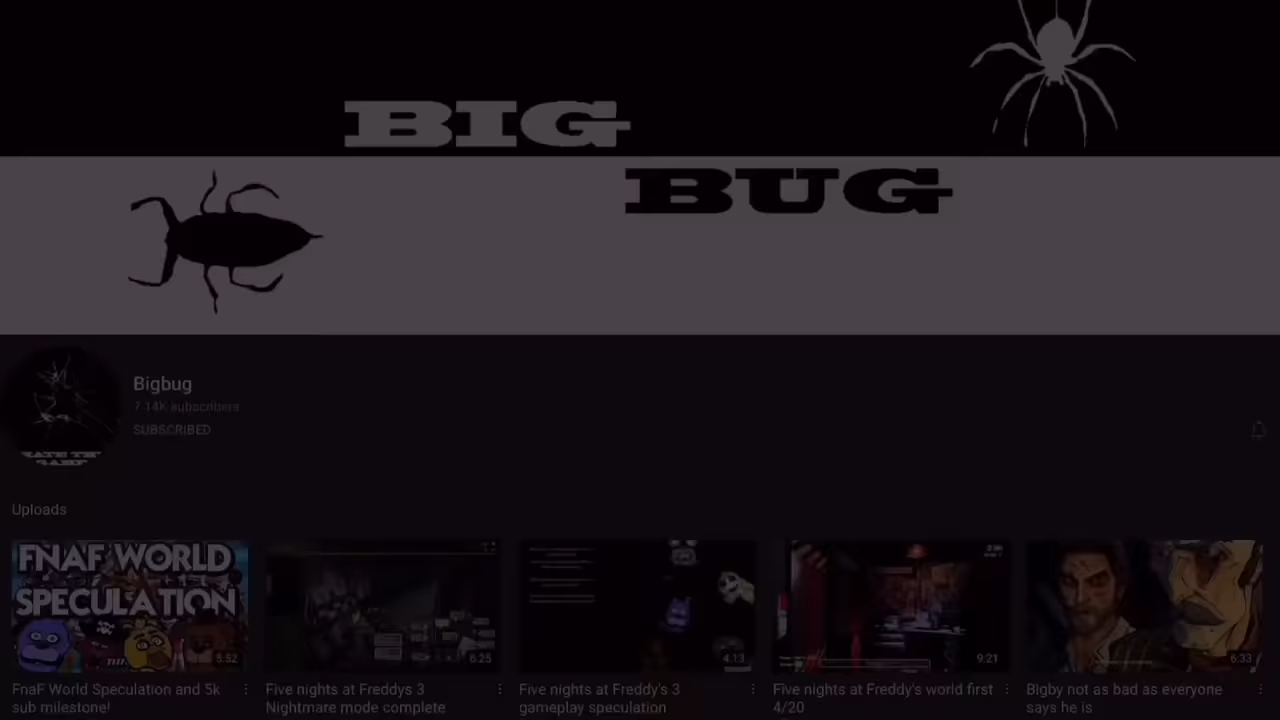 BIG
BUG
Bigbug
7.14K subscribers
SUBSCRIBED
Uploads
FNAF WORLD
SPECULATION
5:52
6:25
4:13
9:21
6:33
FnaF World Speculation and 5k
sub milestone!
Five nights at Freddys 3
Nightmare mode complete
Five nights at Freddy's 3
gameplay speculation
Five nights at Freddy's world first
4/20
Bigby not as bad as everyone
says he is